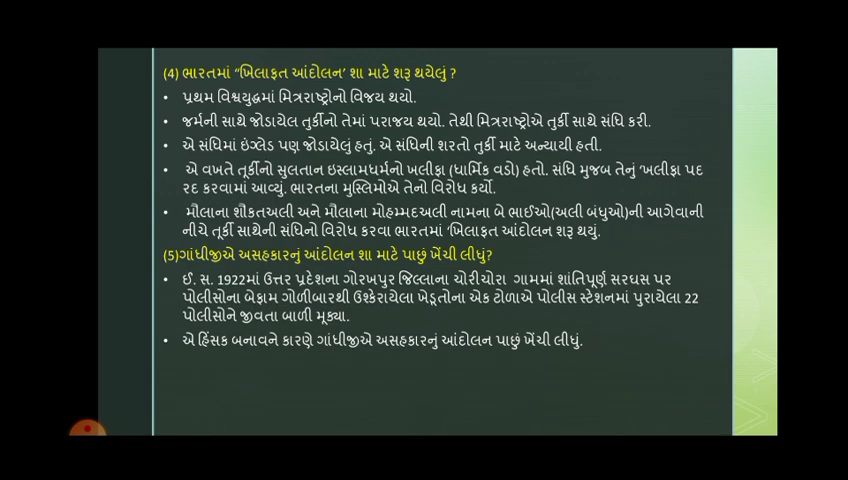 (4) ભારતમાં “ખિલાફત આંદોલન’ શા માટે શરૂ થયેલું ?
• પ્રથમ વિશ્વયુદ્ધમાં મિત્રરાષ્ટ્રોનો વિજય થયો.
• જર્મની સાથે જોડાયેલ તુર્કીનો તેમાં પરાજય થયો. તેથી મિત્રરાષ્ટ્રોએ તુર્કી સાથે સંધિ કરી.
• એ સંધિમાં ઇંગ્લેડ પણ જોડાયેલું હતું. એ સંધિની શરતો તુર્કી માટે અન્યાયી હતી.
• એ વખતે તૂર્કીનો સુલતાન ઇસ્લામધર્મનો ખલીફા (ધાર્મિક વડો) હતો. સંધિ મુજબ તેનું ‘ખલીફા પદ
રદ કરવામાં આવ્યું. ભારતના મુસ્લિમોએ તેનો વિરોધ કર્યો.
• મૌલાના શૌકતઅલી અને મૌલાના મોહમ્મદઅલી નામના બે ભાઈઓ(અલી બંધુઓ)ની આગેવાની
નીચે તૂર્કી સાથેની સંધિનો વિરોધ કરવા ભારતમાં ‘ખિલાફત આંદોલન શરૂ થયું.
(5)ગાંધીજીએ અસહકારનું આંદોલન શા માટે પાછું ખેંચી લીધું?
• ઈ. સ. 1922માં ઉત્તર પ્રદેશના ગોરખપુર જિલ્લાના ચોરીચોરા ગામમાં શાંતિપૂર્ણ સરઘસ પર
પોલીસોના બેફામ ગોળીબારથી ઉશ્કેરાયેલા ખેડૂતોના એક ટોળાએ પોલીસ સ્ટેશનમાં પુરાયેલા 22
પોલીસોને જીવતા બાળી મૂક્યા.
• એ હિંસક બનાવને કારણે ગાંધીજીએ અસહકારનું આંદોલન પાછું ખેંચી લીધું.